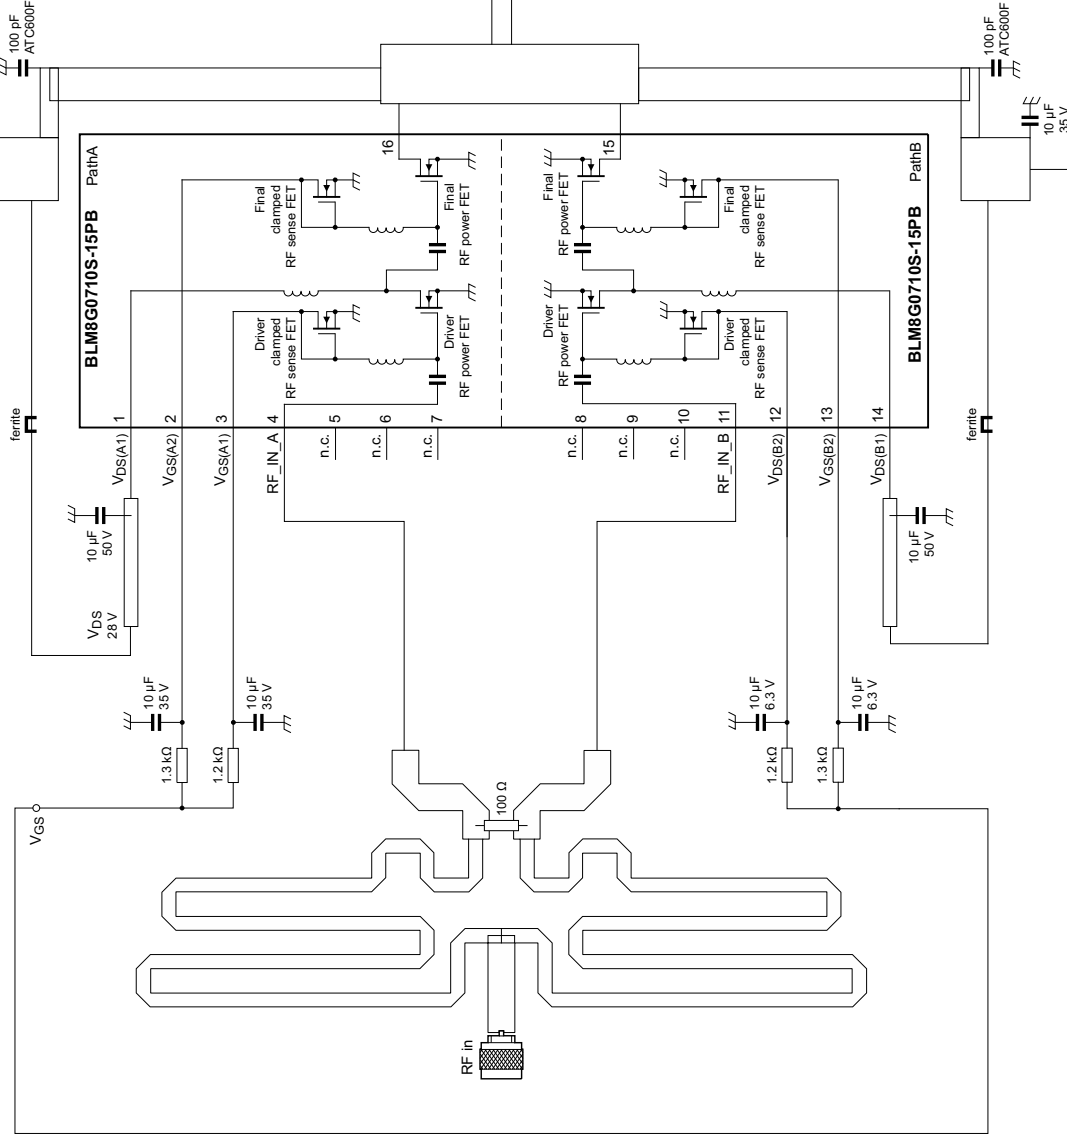 100 pF
ATC600F
100 pF
ATC600F
10 µF
35 V
BLM8G0710S-15PB
PathA
16
15
PathB
BLM8G0710S-15PB
Final
clamped
RF sense FET
Final
RF power FET
Final
RF power FET
Final
clamped
RF sense FET
Driver
clamped
RF sense FET
Driver
RF power FET
Driver
RF power FET
Driver
clamped
RF sense FET
ferrite
ferrite
1
2
3
4
5
6
7
8
9
10
11
12
13
14
VDS(A1)
VGS(A2)
VGS(A1)
RF_IN_A
n.c.
n.c.
n.c.
n.c.
n.c.
n.c.
RF_IN_B
VDS(B2)
VGS(B2)
VDS(B1)
10 µF
50 V
10 µF
50 V
VDS
28 V
10 µF
35 V
10 µF
35 V
10 µF
6.3 V
10 µF
6.3 V
1.3 kΩ
1.2 kΩ
1.2 kΩ
1.3 kΩ
VGS
100 Ω
RF in